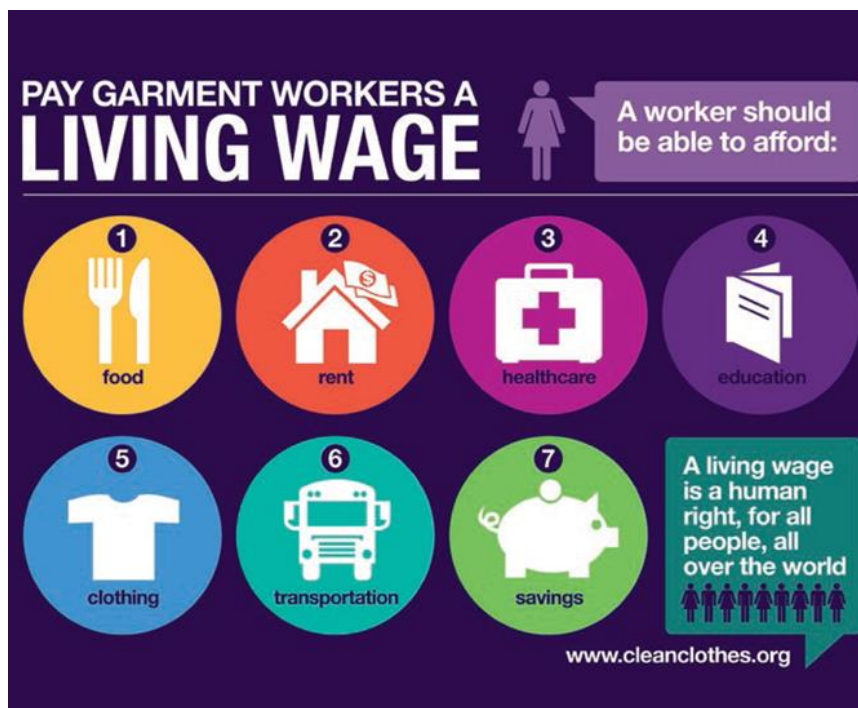 PAY GARMENT WORKERS A
LIVING WAGE
A worker should
be able to afford:
1
food
2
$
rent
3
healthcare
4
education
5
clothing
6
transportation
7
savings
A living wage
is a human
right, for all
people, all
over the world
www.cleanclothes.org